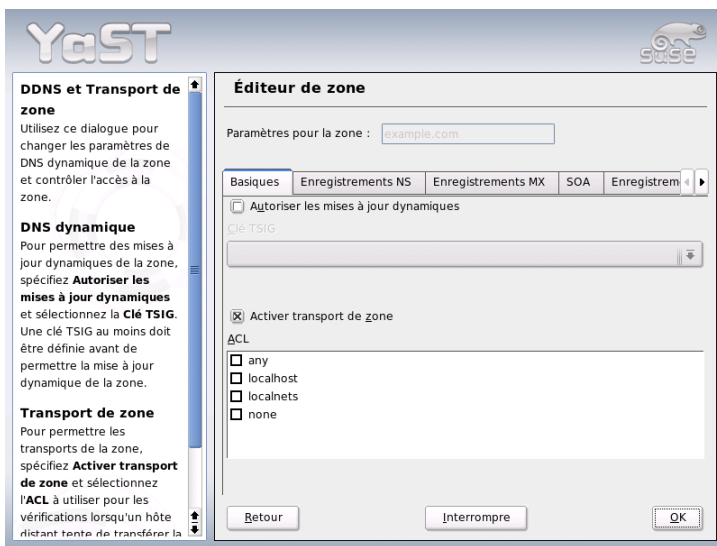 YaST
SUSE
DDNS et Transport de
zone
Utilisez ce dialogue pour
changer les paramètres de
DNS dynamique de la zone
et contrôler l'accès à la
zone.
DNS dynamique
Pour permettre des mises à
jour dynamiques de la zone,
spécifiez Autoriser les
mises à jour dynamiques
et sélectionnez la Clé TSIG.
Une clé TSIG au moins doit
être définie avant de
permettre la mise à jour
dynamique de la zone.
Transport de zone
Pour permettre les
transports de la zone,
spécifiez Activer transport
de zone et sélectionnez
l'ACL à utiliser pour les
vérifications lorsqu'un hôte
distant tente de transférer la
Éditeur de zone
Paramètres pour la zone : example.com
Basiques Enregistrements NS Enregistrements MX SOA Enregistrem
Autoriser les mises à jour dynamiques
Clé TSIG
Activer transport de zone
ACL
any
localhost
localnets
none
Retour Interrompre OK